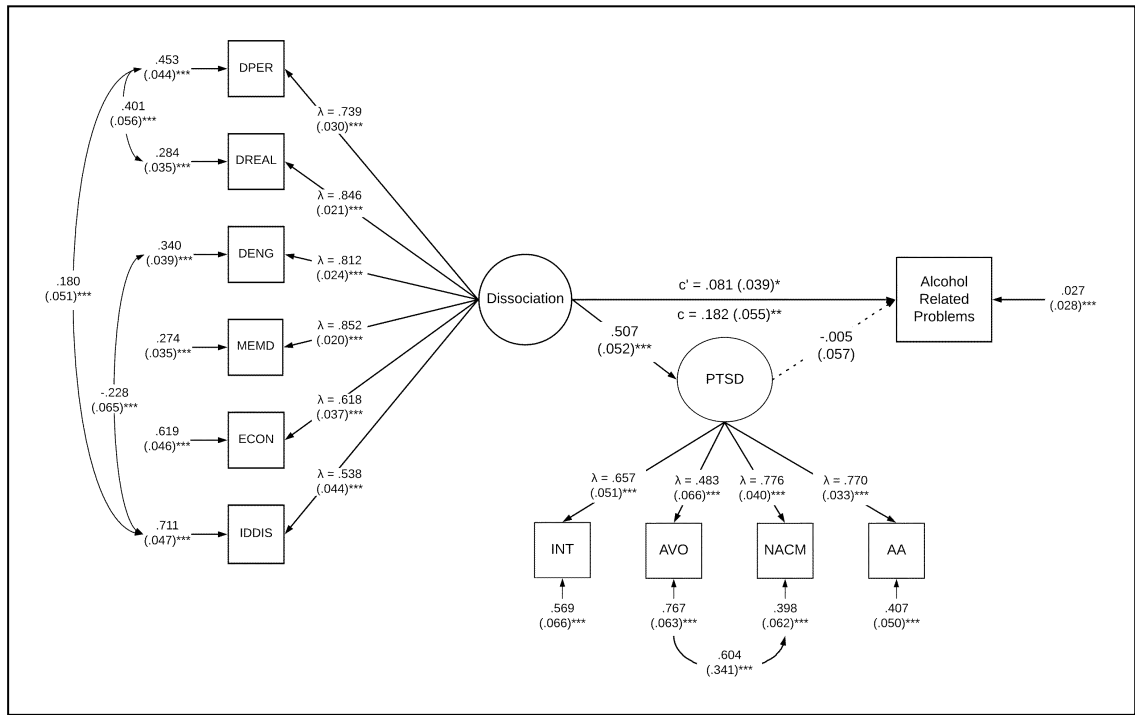 .453
(.044)***
DPER
.401
(.056)***
λ = .739
(.030)***
.284
(.035)***
DREAL
λ = .846
(.021)***
.340
(.039)***
DENG
λ = .812
(.024)***
.180
(.051)***
Dissociation
c' = .081 (.039)*
c = .182 (.055)**
Alcohol
Related
Problems
.027
(.028)***
.274
(.035)***
MEMD
λ = .852
(.020)***
.507
(.052)***
-.005
(.057)
PTSD
-.228
(.065)***
λ = .618
(.037)***
.619
(.046)***
ECON
λ = .538
(.044)***
.711
(.047)***
IDDIS
λ = .657
(.051)***
λ = .483
(.066)***
λ = .776
(.040)***
λ = .770
(.033)***
INT
AVO
NACM
AA
.569
(.066)***
.767
(.063)***
.398
(.062)***
.407
(.050)***
.604
(.341)***